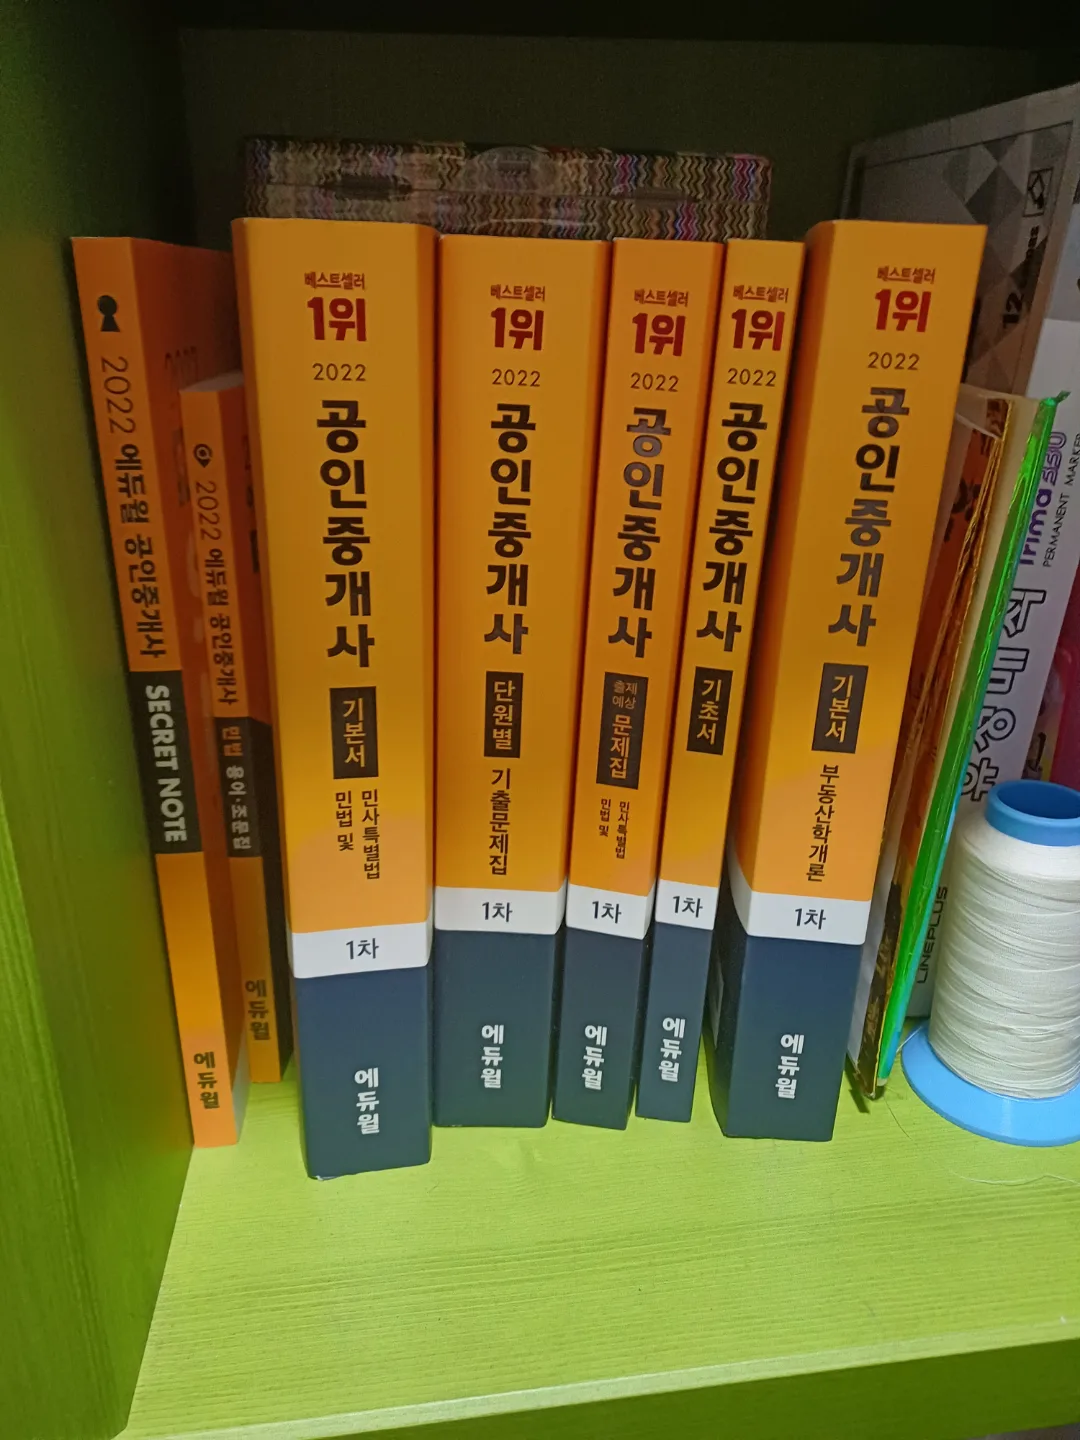 2022 에듀윌 공인중개사
SECRET NOTE
에듀윌
2022 에듀윌 공인중개사
민법 용어·조문집
에듀윌
베스트셀러
1위
2022
공인중개사
기본서
민법 및
민사특별법
1차
에듀윌
베스트셀러
1위
2022
공인중개사
단원별
기출문제집
1차
에듀윌
베스트셀러
1위
2022
공인중개사
출제
예상
문제집
민법 및
민사특별법
1차
에듀윌
베스트셀러
1위
2022
공인중개사
기초서
1차
에듀윌
베스트셀러
1위
2022
공인중개사
기본서
부동산학개론
1차
에듀윌
PERMANENT MARKER
LINEPLUS